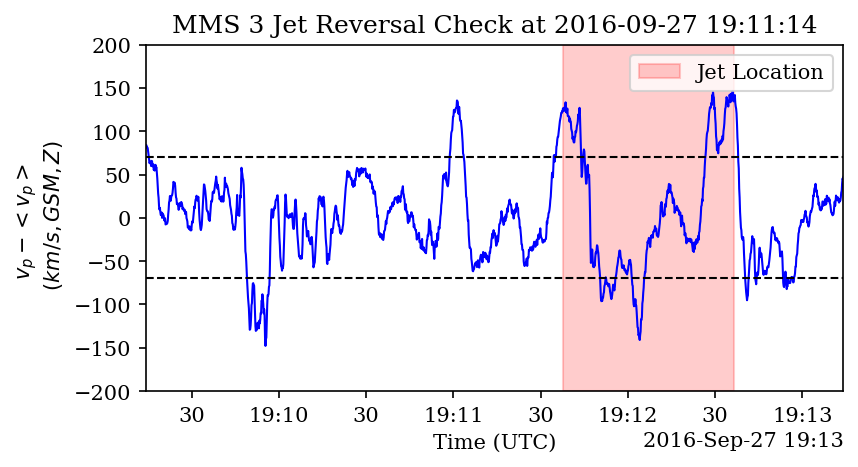 MMS 3 Jet Reversal Check at 2016-09-27 19:11:14
Jet Location
v_p − < v_p >
(km/s, GSM, Z)
200
150
100
50
0
−50
−100
−150
−200
30 19:10 30 19:11 30 19:12 30 19:13
Time (UTC)
2016-Sep-27 19:13